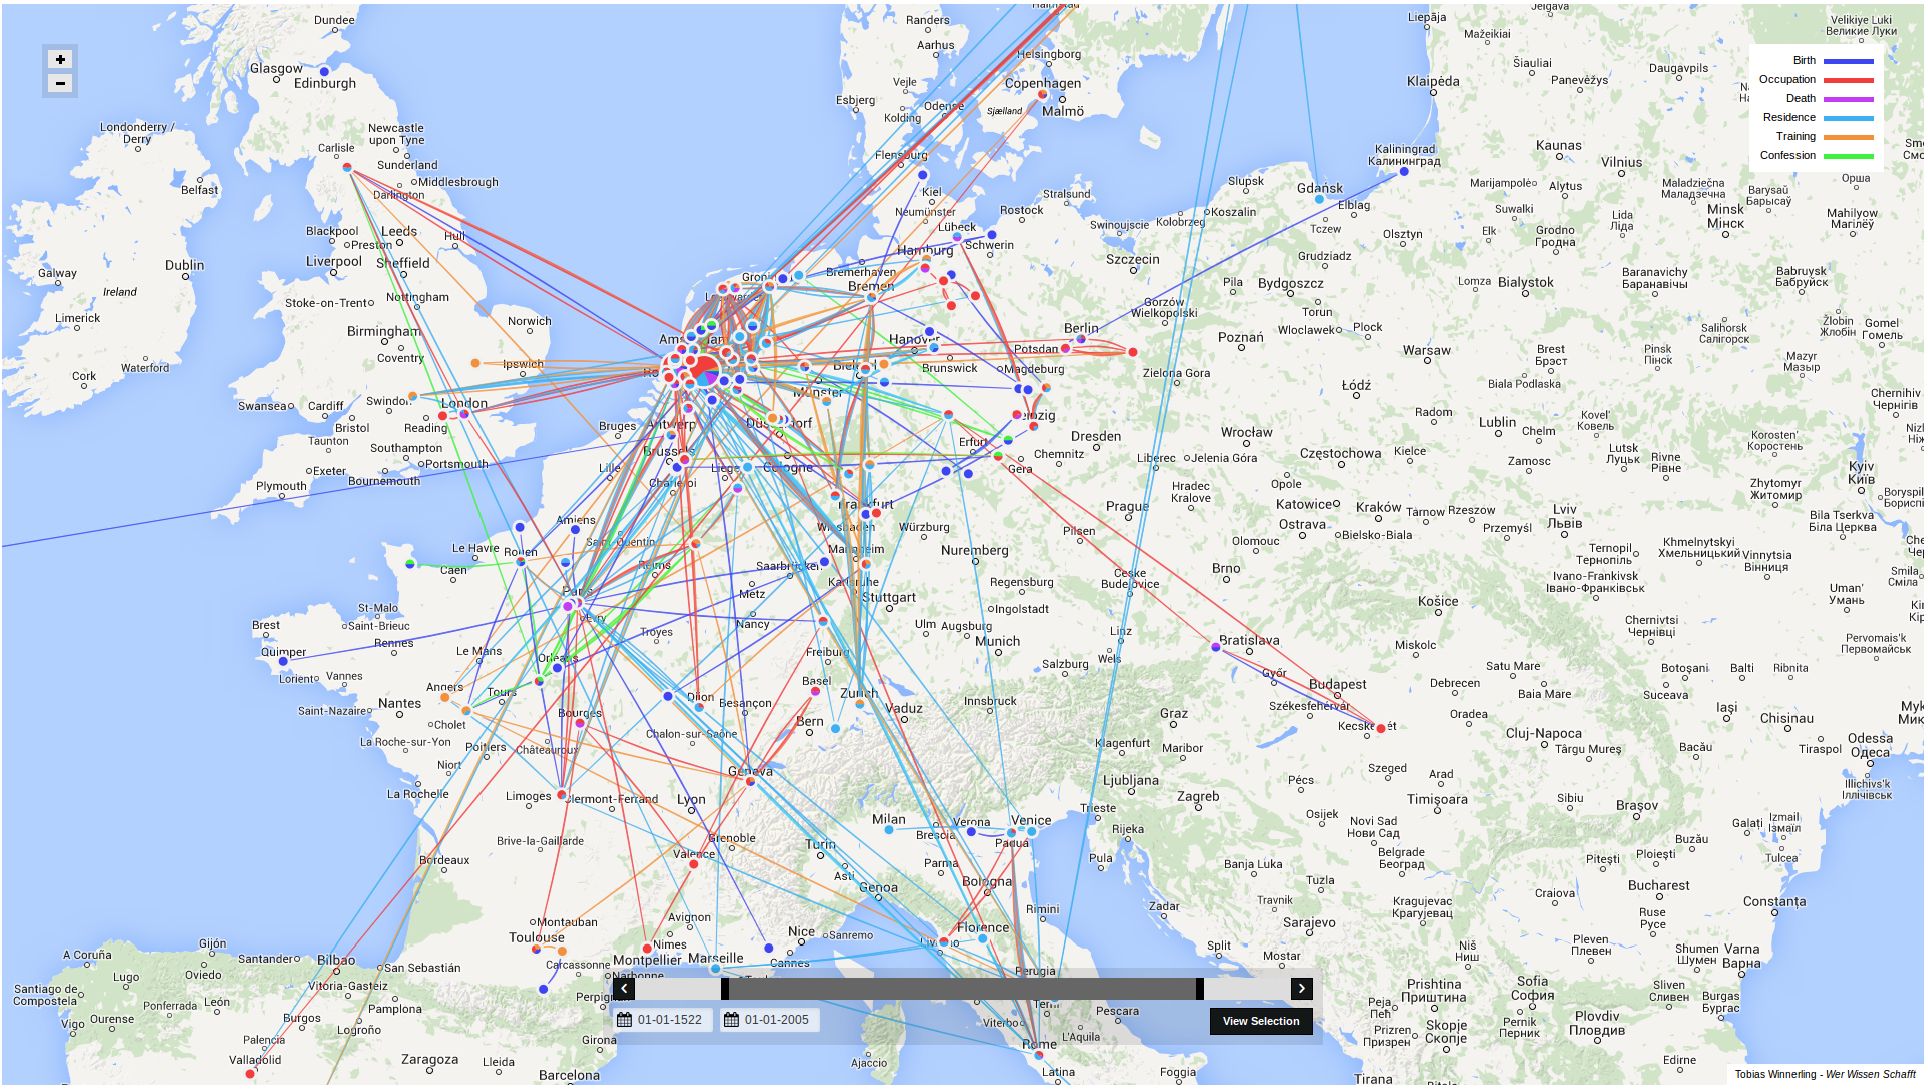 Dundee
Randers
Halmstad
Liepāja
Jelgava
Velikiye Luki
Великие Луки
Aarhus
Mažeikiai
+
−
Glasgow
Edinburgh
Helsingborg
Šiauliai
Daugavpils
Birth
Vejle
Copenhagen
Klaipėda
Panevėžys
Occupation
Esbjerg
Odense
Sjælland
Malmö
Death
Kolding
Residence
Londonderry /
Derry
Newcastle
upon Tyne
Training
Carlisle
Sunderland
Flensburg
Kaliningrad
Калининград
Kaunas
Vilnius
Confession
Belfast
Middlesbrough
Darlington
Kiel
Stralsund
Slupsk
Gdańsk
Marijampolė
Alytus
Maladziečna
Маладзечна
Barysaŭ
Барысаў
Орша
Neumünster
Rostock
Koszalin
Elblag
Suwalki
Lida
Ліда
Minsk
Мінск
Mahilyow
Магілёў
Blackpool
Leeds
Hull
Lübeck
Swinoujscie
Kołobrzeg
Tczew
Olsztyn
Elk
Grodno
Гродна
Preston
Schwerin
Galway
Dublin
Liverpool
Sheffield
Hamburg
Szczecin
Grudziadz
Ireland
Bremerhaven
Bremen
Pila
Bydgoszcz
Lomza
Bialystok
Baranavichy
Баранавічы
Babruysk
Бабруйск
Stoke-on-Trent
Nottingham
Gorzów
Wielkopolski
Torun
Limerick
Birmingham
Norwich
Hanover
Berlin
Poznań
Wloclawek
Plock
Salihorsk
Салігорск
Žlobin
Жлобін
Gomel
Гомель
Coventry
Potsdam
Warsaw
Brest
Брэст
Pinsk
Пінск
Mazyr
Мазыр
Waterford
Ipswich
Brunswick
Magdeburg
Zielona Gora
Łódź
Biala Podlaska
Cork
Münster
Chernihiv
Чернігів
Swansea
Cardiff
Swindon
London
Radom
Lublin
Kovel'
Ковель
Bristol
Reading
Bruges
Antwerp
Düsseldorf
Leipzig
Wrocław
Chelm
Korosten'
Коростень
Taunton
Southampton
Erfurt
Dresden
Exeter
Portsmouth
Lille
Brussels
Liège
Cologne
Gera
Chemnitz
Liberec
Jelenia Góra
Częstochowa
Kielce
Zamosc
Lutsk
Луцьк
Rivne
Рівне
Kyiv
Київ
Plymouth
Bournemouth
Charleroi
Opole
Zhytomyr
Житомир
Prague
Hradec
Kralove
Katowice
Kraków
Tarnow
Rzeszow
Lviv
Львів
Bila Tserkva
Біла Церква
Amiens
Frankfurt
Wiesbaden
Würzburg
Pilsen
Ostrava
Bielsko-Biala
Przemyśl
Le Havre
Rouen
Saint-Quentin
Mannheim
Nuremberg
Olomouc
Khmelnytskyi
Хмельницький
Vinnytsia
Вінниця
Caen
Reims
Saarbrücken
Karlsruhe
Brno
Ternopil
Тернопіль
Paris
Metz
Stuttgart
Regensburg
Ceske
Budejovice
Ivano-Frankivsk
Івано-Франківськ
Uman'
Умань
St-Malo
Ingolstadt
Košice
Brest
Saint-Brieuc
Evry
Nancy
Ulm
Augsburg
Linz
Chernivtsi
Чернівці
Rennes
Troyes
Munich
Bratislava
Miskolc
Pervomais'k
Первомайськ
Quimper
Le Mans
Orléans
Freiburg
Salzburg
Wels
Satu Mare
Botoşani
Balti
Ribnita
Lorient
Vannes
Angers
Tours
Dijon
Basel
Zurich
Győr
Budapest
Debrecen
Baia Mare
Suceava
Saint-Nazaire
Nantes
Besançon
Vaduz
Innsbruck
Székesfehérvár
Iaşi
Cholet
Bourges
Bern
Graz
Kecskemét
Oradea
Chisinau
La Roche-sur-Yon
Poitiers
Châteauroux
Chalon-sur-Saône
Klagenfurt
Maribor
Cluj-Napoca
Târgu Mureş
Bacău
Tiraspol
Odessa
Одеса
Niort
Geneva
Szeged
La Rochelle
Limoges
Clermont-Ferrand
Lyon
Ljubljana
Zagreb
Pécs
Arad
Timişoara
Sibiu
Braşov
Illichivs'k
Іллічівськ
Milan
Verona
Venice
Trieste
Rijeka
Osijek
Novi Sad
Нови Сад
Galați
Izmail
Ізмаїл
Brive-la-Gaillarde
Grenoble
Turin
Brescia
Padua
Buzău
Bordeaux
Valence
Parma
Pula
Banja Luka
Belgrade
Београд
Piteşti
Ploieşti
Tulcea
Asti
Genoa
Bologna
Tuzla
Craiova
Bucharest
Montauban
Avignon
Rimini
Zadar
Travnik
Kragujevac
Крагујевац
Constanța
Toulouse
Nimes
Nice
Sanremo
Livorno
Florence
Sarajevo
Ruse
Русе
A Coruña
Gijón
Santander
Bilbao
San Sebastián
Carcassonne
Montpellier
Marseille
Cannes
Split
Mostar
Niš
Ниш
Pleven
Плевен
Shumen
Шумен
Varna
Варна
Lugo
Oviedo
Vitoria-Gasteiz
Narbonne
Perugia
Santiago de
Compostela
Ponferrada
León
Pamplona
Perpignan
Terni
Prishtina
Приштина
Sofia
София
Sliven
Сливен
Burgas
Бургас
Vigo
Ourense
Burgos
Logroño
01-01-1522
01-01-2005
View Selection
Viterbo
Pescara
Peja
Пећ
Pernik
Перник
Plovdiv
Пловдив
Palencia
Girona
L'Aquila
Prizren
Призрен
Skopje
Скопје
Valladolid
Zaragoza
Lleida
Ajaccio
Rome
Edirne
Barcelona
Latina
Foggia
Tirana
Tobias Winnerling - Wer Wissen Schafft